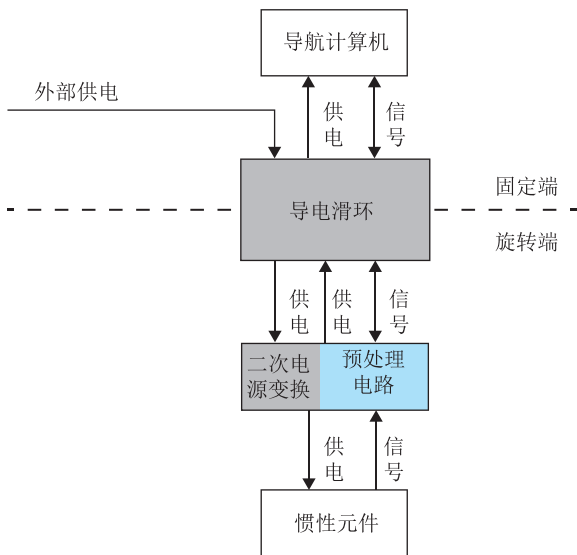 导航计算机
外部供电
供
电
信
号
固定端
导电滑环
旋转端
供
电
供
电
信
号
二次电
源变换
预处理
电路
供
电
信
号
惯性元件